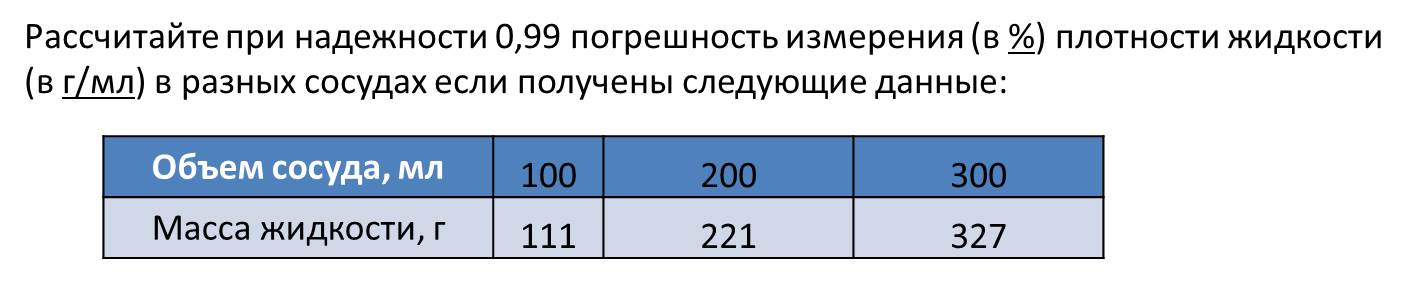 Рассчитайте при надежности 0,99 погрешность измерения (в %) плотности жидкости
(в г/мл) в разных сосудах если получены следующие данные:
Объем сосуда, мл 100 200 300
Масса жидкости, г 111 221 327